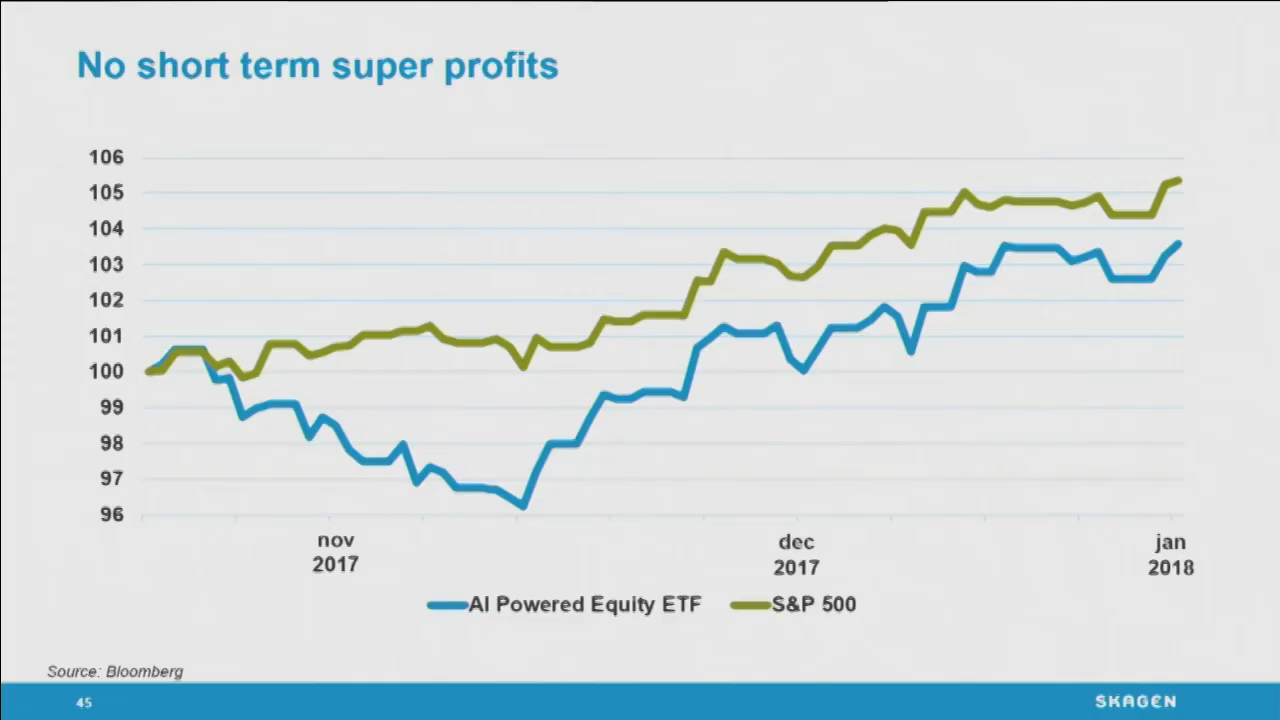 No short term super profits
106
105
104
103
102
101
100
99
98
97
96
nov
2017
dec
2017
jan
2018
AI Powered Equity ETF
S&P 500
Source: Bloomberg
45
SKAGEN